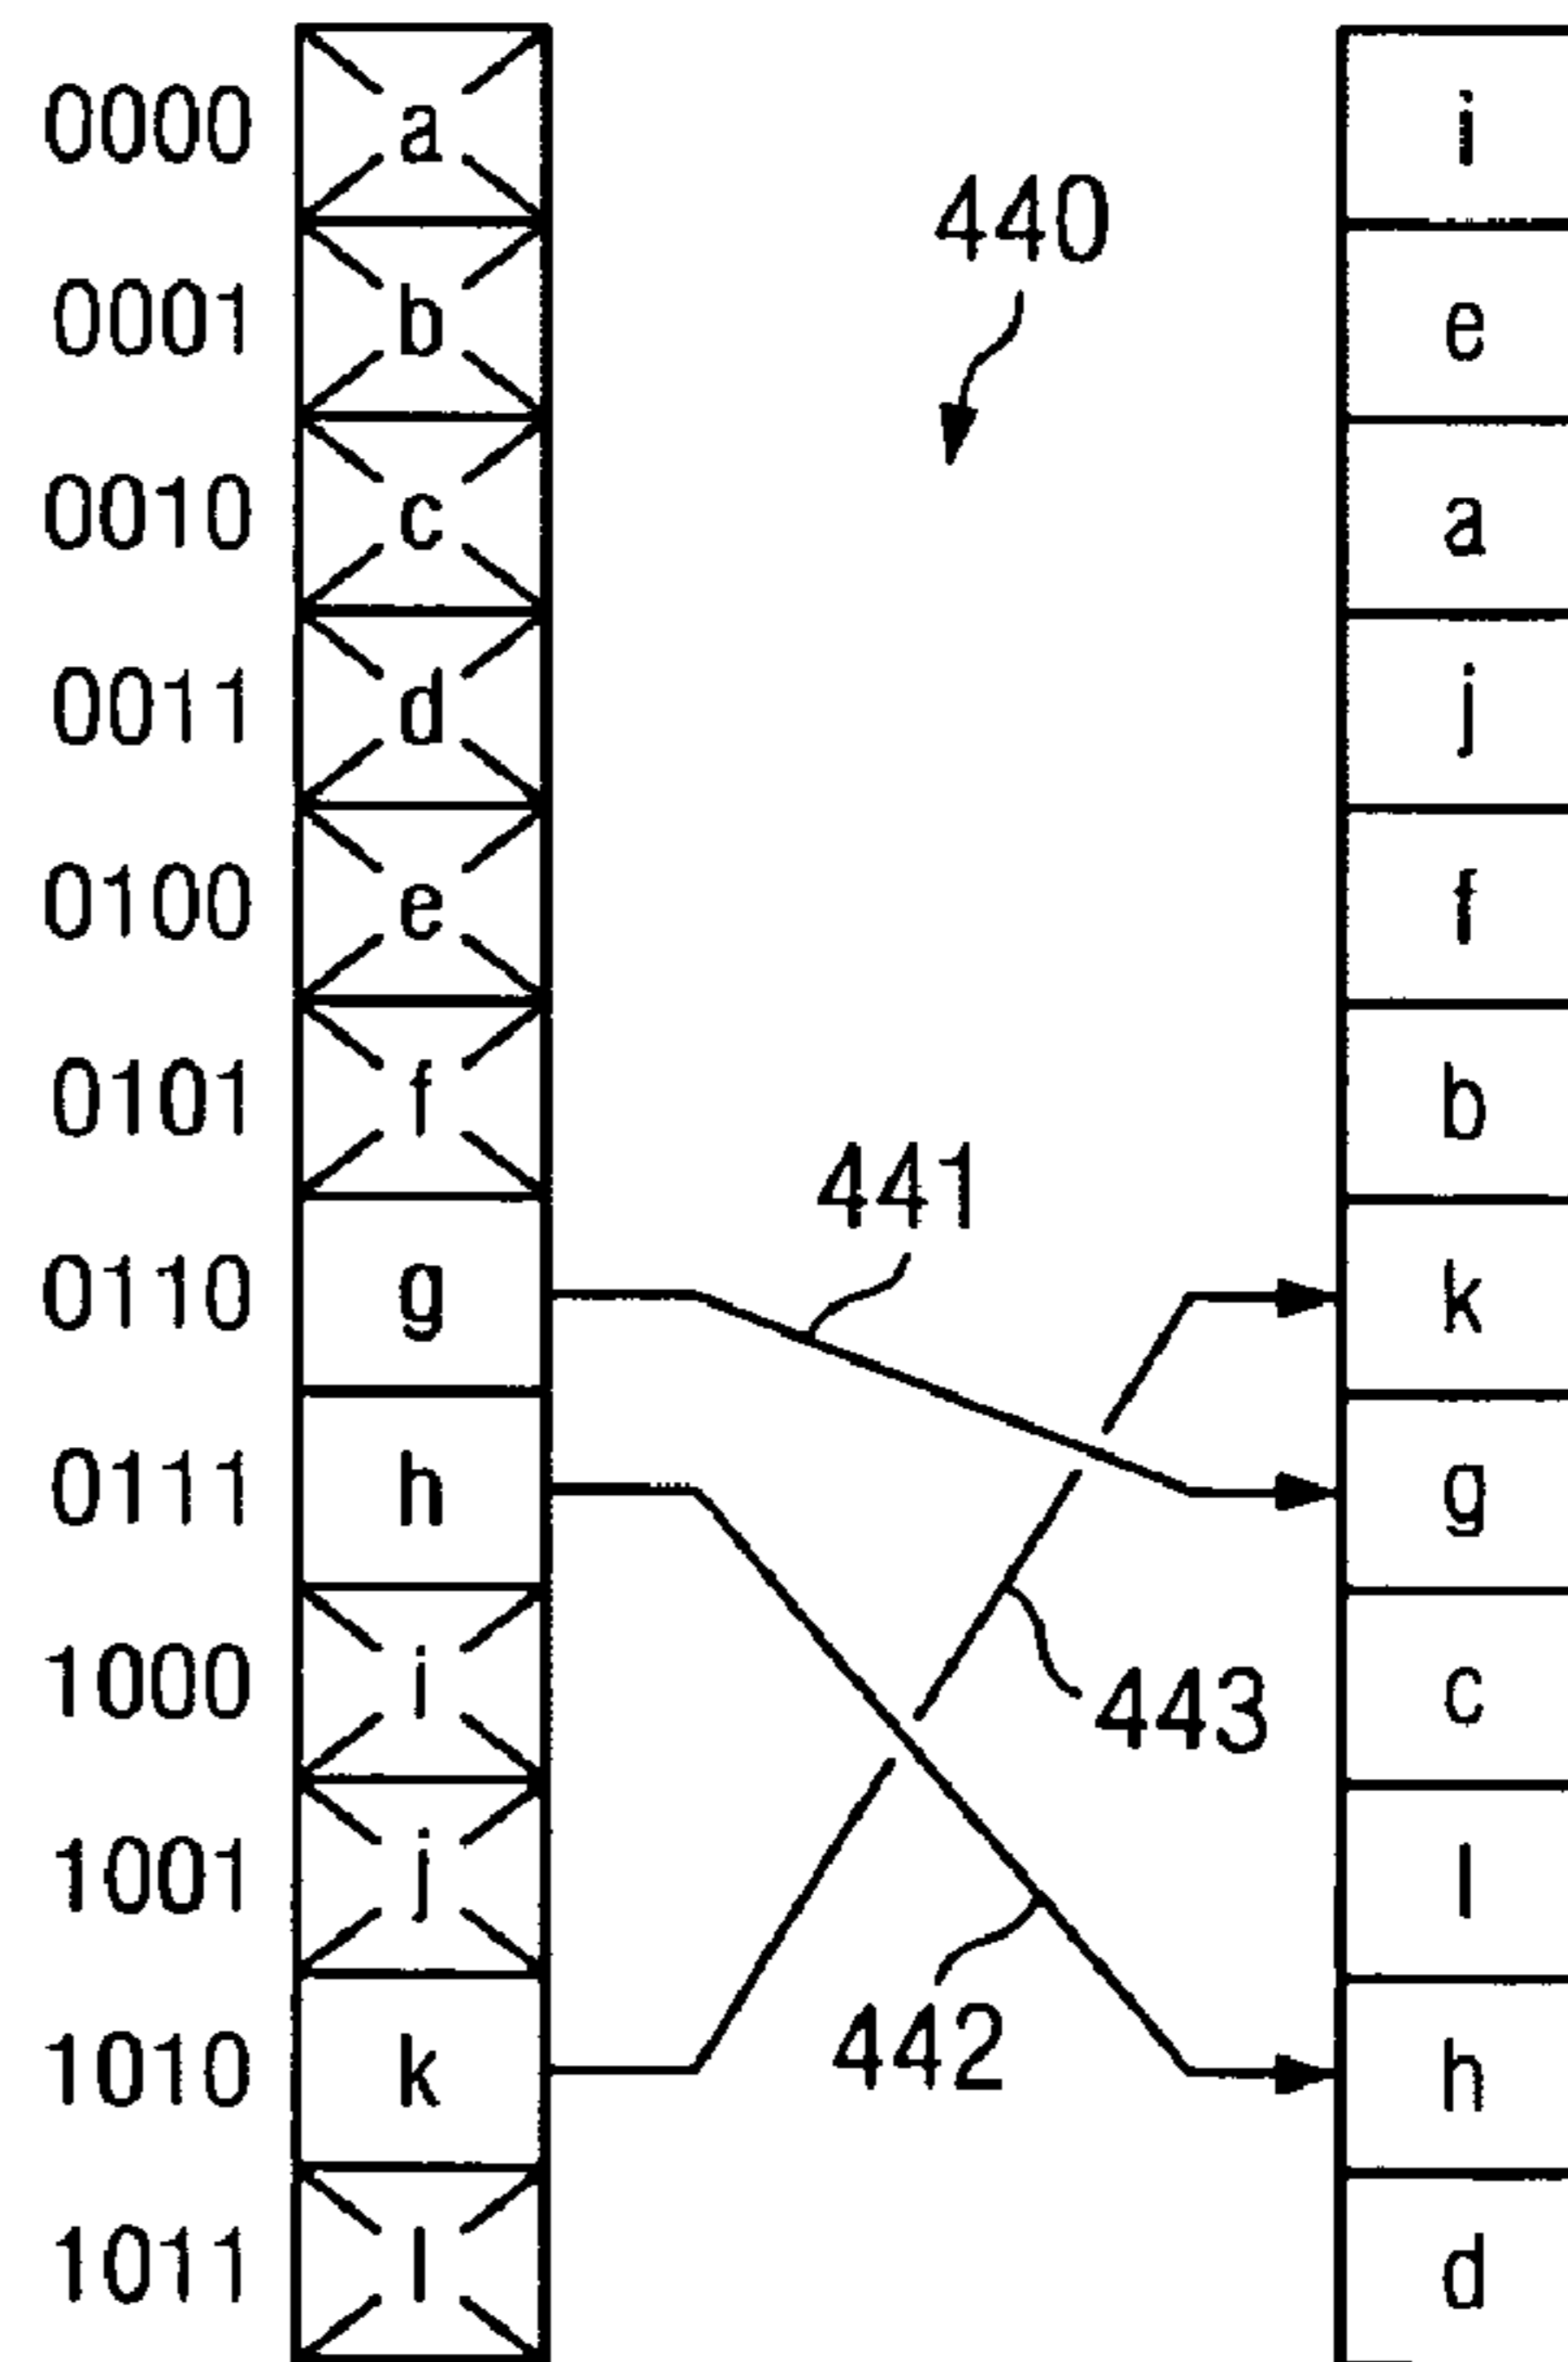 0000 a i
440
0001 b e
0010 c a
0011 d j
0100 e f
0101 f b
441
0110 g k
0111 h g
1000 i c
443
1001 j l
1010 k h
442
1011 l d